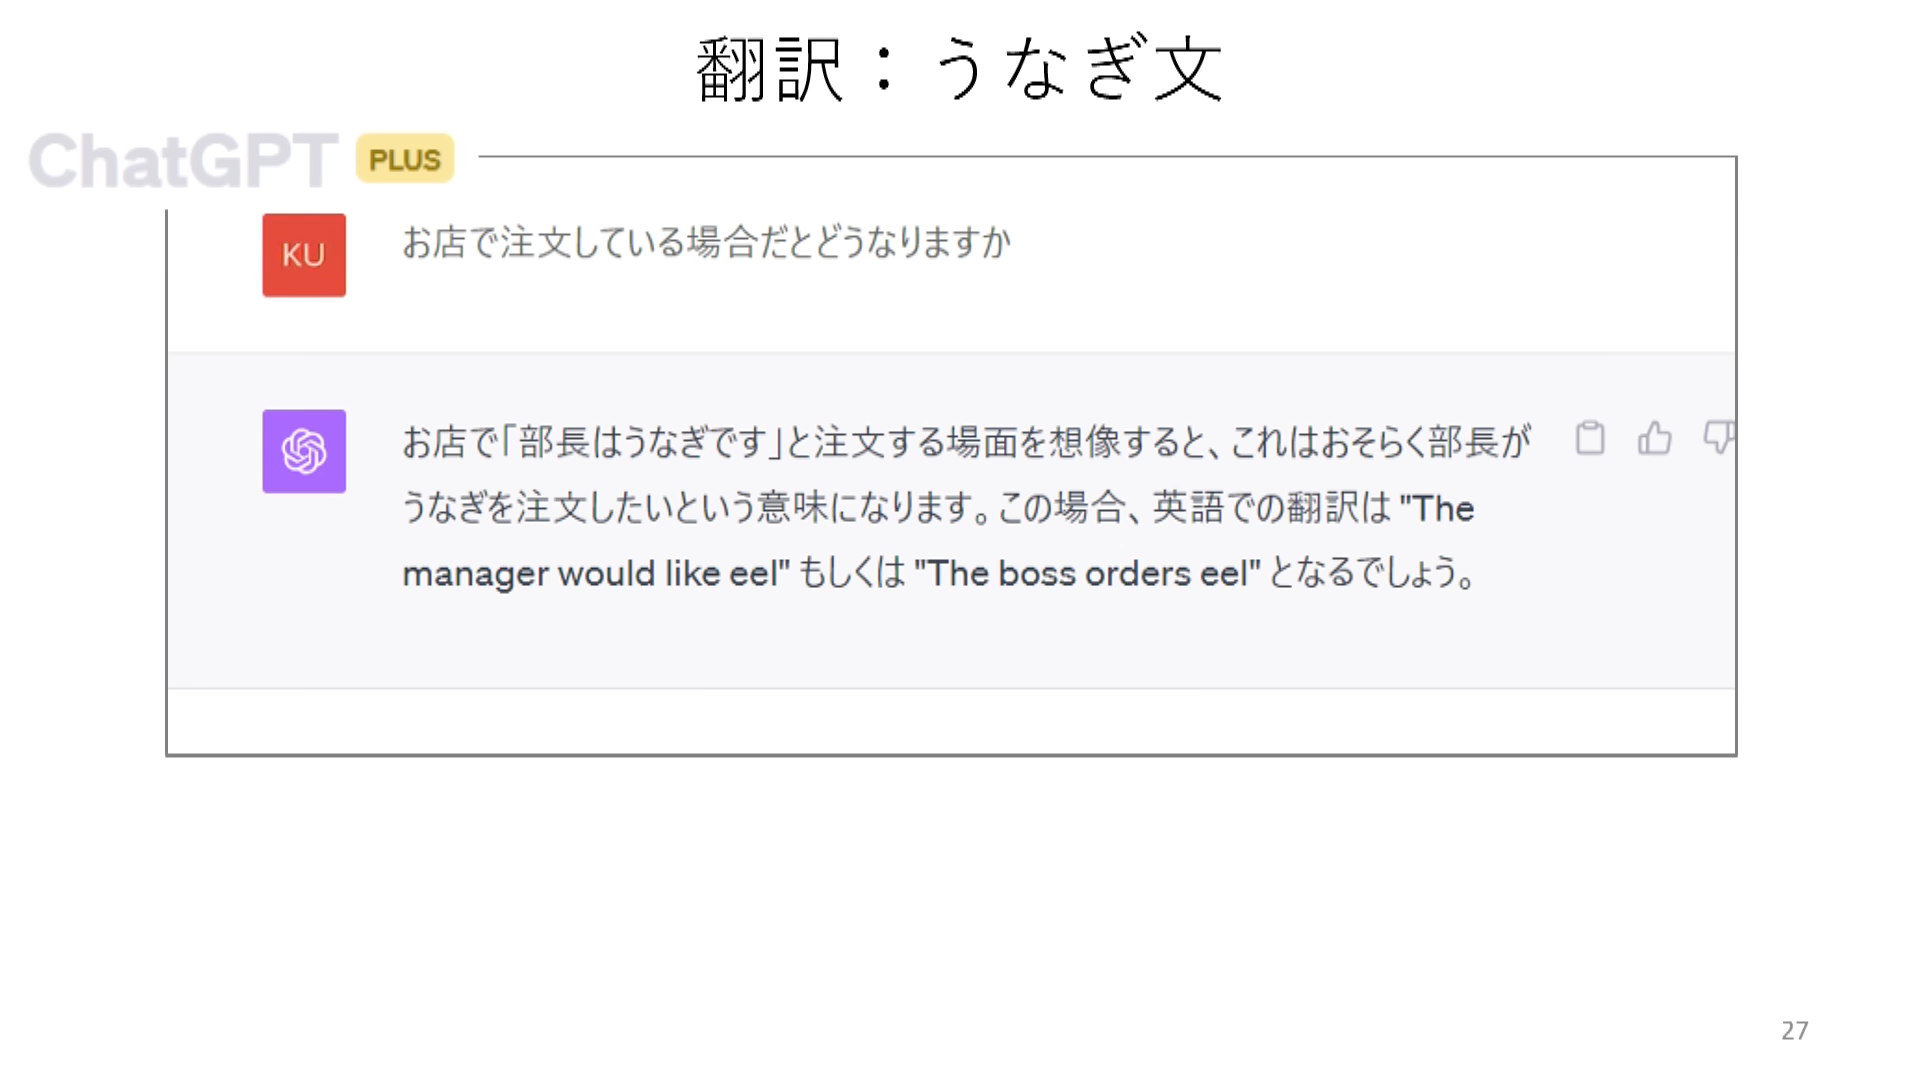 翻訳：うなぎ文
ChatGPT PLUS
KU
お店で注文している場合だとどうなりますか
お店で「部長はうなぎです」と注文する場面を想像すると、これはおそらく部長が
うなぎを注文したいという意味になります。この場合、英語での翻訳は "The
manager would like eel" もしくは "The boss orders eel" となるでしょう。
27